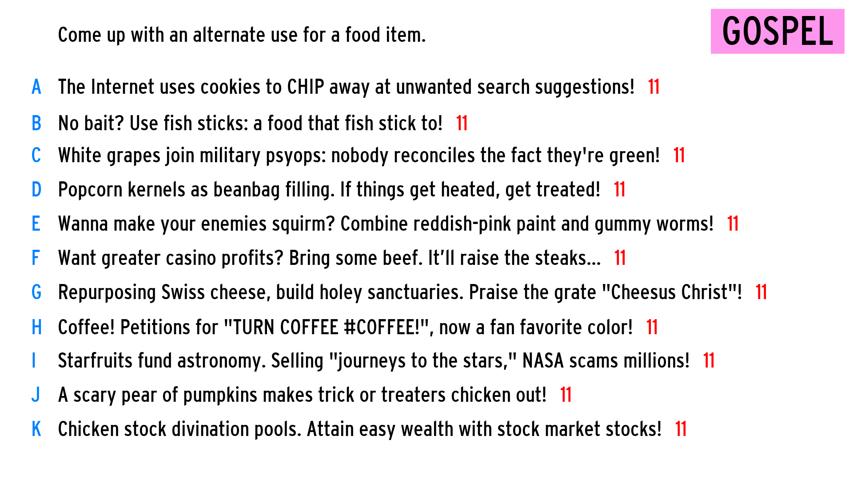 Come up with an alternate use for a food item.
GOSPEL
A The Internet uses cookies to CHIP away at unwanted search suggestions! 11
B No bait? Use fish sticks: a food that fish stick to! 11
C White grapes join military psyops: nobody reconciles the fact they're green! 11
D Popcorn kernels as beanbag filling. If things get heated, get treated! 11
E Wanna make your enemies squirm? Combine reddish-pink paint and gummy worms! 11
F Want greater casino profits? Bring some beef. It'll raise the steaks... 11
G Repurposing Swiss cheese, build holey sanctuaries. Praise the grate "Cheesus Christ"! 11
H Coffee! Petitions for "TURN COFFEE #COFFEE!", now a fan favorite color! 11
I Starfruits fund astronomy. Selling "journeys to the stars," NASA scams millions! 11
J A scary pear of pumpkins makes trick or treaters chicken out! 11
K Chicken stock divination pools. Attain easy wealth with stock market stocks! 11